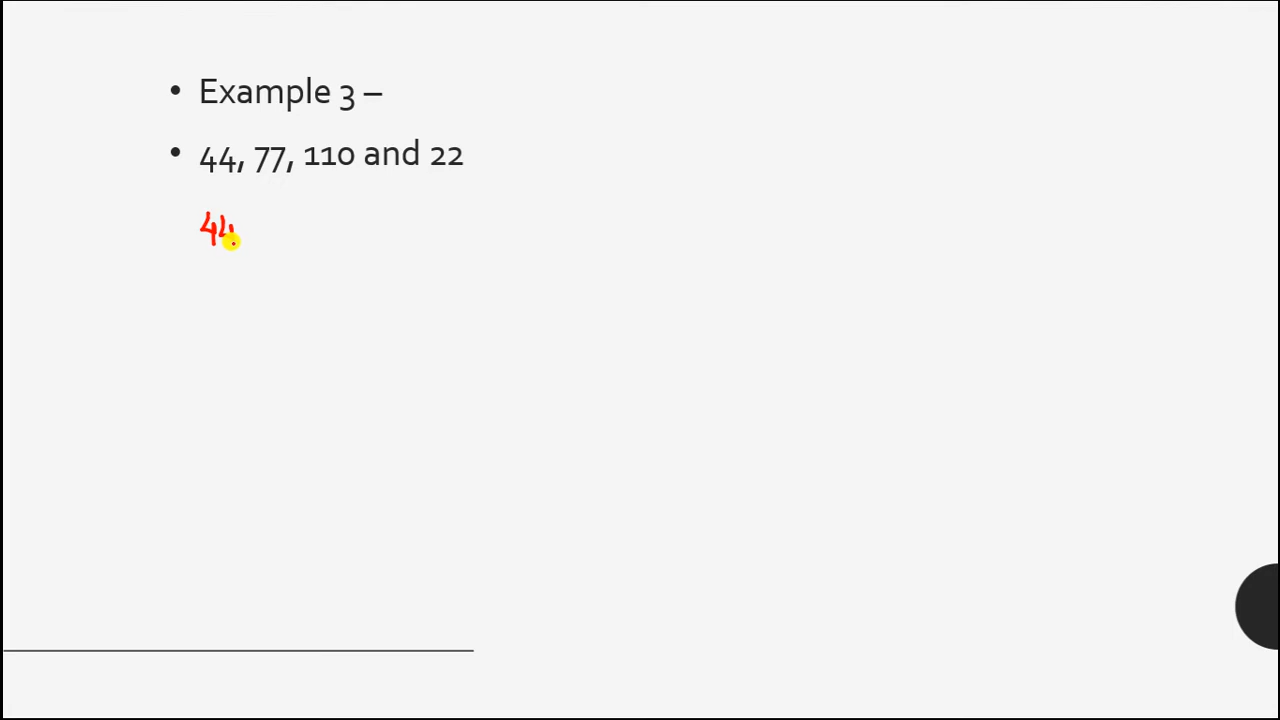 • Example 3 –
• 44, 77, 110 and 22
44